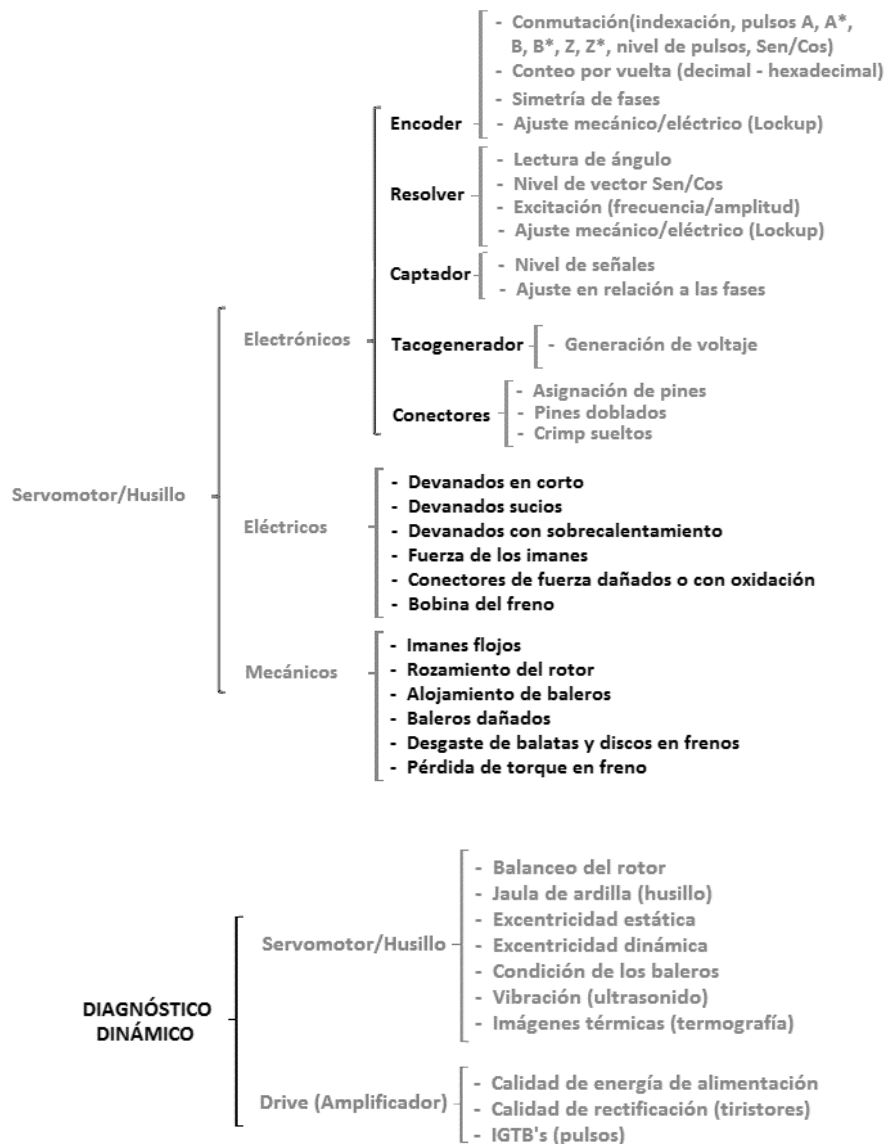 - Conmutación(indexación, pulsos A, A*,
B, B*, Z, Z*, nivel de pulsos, Sen/Cos)
- Conteo por vuelta (decimal - hexadecimal)
- Simetría de fases
Encoder
- Ajuste mecánico/eléctrico (Lockup)
- Lectura de ángulo
- Nivel de vector Sen/Cos
Resolver
- Excitación (frecuencia/amplitud)
- Ajuste mecánico/eléctrico (Lockup)
- Nivel de señales
Captador
- Ajuste en relación a las fases
Electrónicos
Tacogenerador
- Generación de voltaje
- Asignación de pines
Conectores
- Pines doblados
- Crimp sueltos
Servomotor/Husillo
Eléctricos
- Devanados en corto
- Devanados sucios
- Devanados con sobrecalentamiento
- Fuerza de los imanes
- Conectores de fuerza dañados o con oxidación
- Bobina del freno
Mecánicos
- Imanes flojos
- Rozamiento del rotor
- Alojamiento de baleros
- Baleros dañados
- Desgaste de balatas y discos en frenos
- Pérdida de torque en freno
DIAGNÓSTICO
DINÁMICO
Servomotor/Husillo
- Balanceo del rotor
- Jaula de ardilla (husillo)
- Excentricidad estática
- Excentricidad dinámica
- Condición de los baleros
- Vibración (ultrasonido)
- Imágenes térmicas (termografía)
Drive (Amplificador)
- Calidad de energía de alimentación
- Calidad de rectificación (tiristores)
- IGTB's (pulsos)